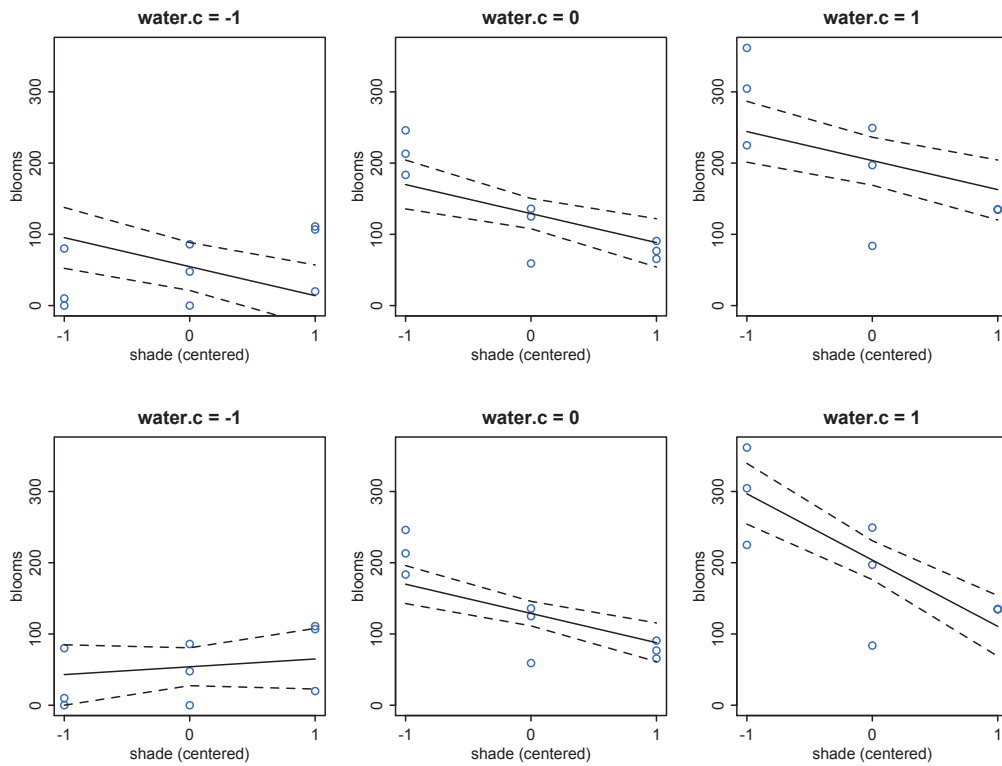 water.c = -1
water.c = 0
water.c = 1
blooms
0 100 200 300
-1 0 1
shade (centered)
blooms
0 100 200 300
-1 0 1
shade (centered)
blooms
0 100 200 300
-1 0 1
shade (centered)
water.c = -1
water.c = 0
water.c = 1
blooms
0 100 200 300
-1 0 1
shade (centered)
blooms
0 100 200 300
-1 0 1
shade (centered)
blooms
0 100 200 300
-1 0 1
shade (centered)